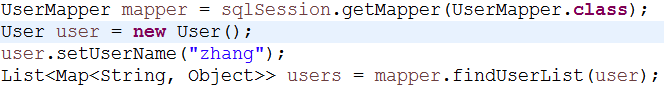 UserMapper mapper = sqlSession.getMapper(UserMapper.class);
User user = new User();
user.setUserName("zhang");
List<Map<String, Object>> users = mapper.findUserList(user);